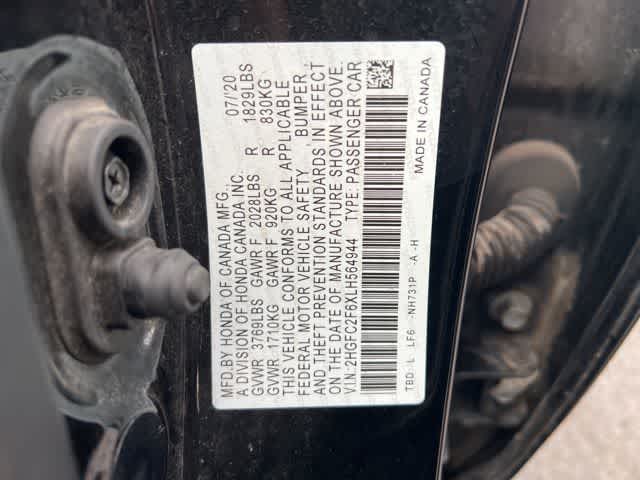 MFD.BY HONDA OF CANADA MFG. 07/20
A DIVISION OF HONDA CANADA INC.
GVWR 3769LBS GAWR F 2028LBS R 1829LBS
GVWR 1710KG GAWR F 920KG R 830KG
THIS VEHICLE CONFORMS TO ALL APPLICABLE
FEDERAL MOTOR VEHICLE SAFETY, BUMPER,
AND THEFT PREVENTION STANDARDS IN EFFECT
ON THE DATE OF MANUFACTURE SHOWN ABOVE.
V.I.N.:2HGFC2F6XLH564944 TYPE: PASSENGER CAR
TBD: L LF6 -NH731P -A -H MADE IN CANADA